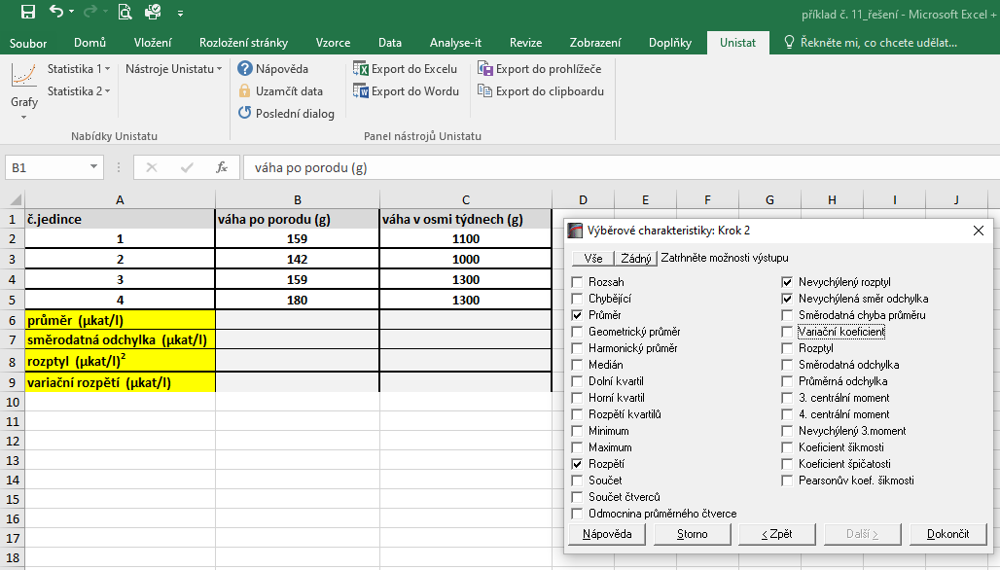 příklad č. 11_řešení - Microsoft Excel +
Soubor Domů Vložení Rozložení stránky Vzorce Data Analyse-it Revize Zobrazení Doplňky Unistat Řekněte mi, co chcete udělat...
Grafy
Statistika 1
Statistika 2
Nástroje Unistatu
Nabídky Unistatu
Nápověda
Uzamčít data
Poslední dialog
Export do Excelu
Export do Wordu
Export do prohlížeče
Export do clipboardu
Panel nástrojů Unistatu
B1 fx váha po porodu (g)
A B C D E F G H I J
1 č.jedince váha po porodu (g) váha v osmi týdnech (g)
2 1 159 1100
3 2 142 1000
4 3 159 1300
5 4 180 1300
6 průměr (µkat/l)
7 směrodatná odchylka (µkat/l)
8 rozptyl (µkat/l)²
9 variační rozpětí (µkat/l)
10
11
12
13
14
15
16
17
18
Výběrové charakteristiky: Krok 2
Vše Žádný Zatrhněte možnosti výstupu
Rozsah
Chybějící
Průměr
Geometrický průměr
Harmonický průměr
Medián
Dolní kvartil
Horní kvartil
Rozpětí kvartilů
Minimum
Maximum
Rozpětí
Součet
Součet čtverců
Odmocnina průměrného čtverce
Nevychýlený rozptyl
Nevychýlená směr odchylka
Směrodatná chyba průměru
Variační koeficient
Rozptyl
Směrodatná odchylka
Průměrná odchylka
3. centrální moment
4. centrální moment
Nevychýlený 3.moment
Koeficient šikmosti
Koeficient špičatosti
Pearsonův koef. šikmosti
Nápověda Storno < Zpět Další > Dokončit